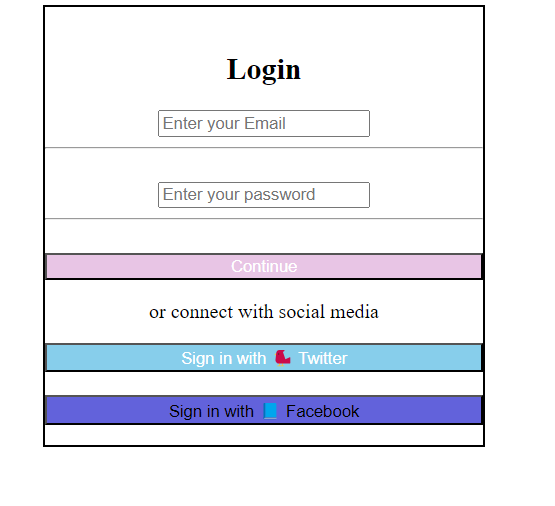 Login
Enter your Email
Enter your password
Continue
or connect with social media
Sign in with Twitter
Sign in with Facebook